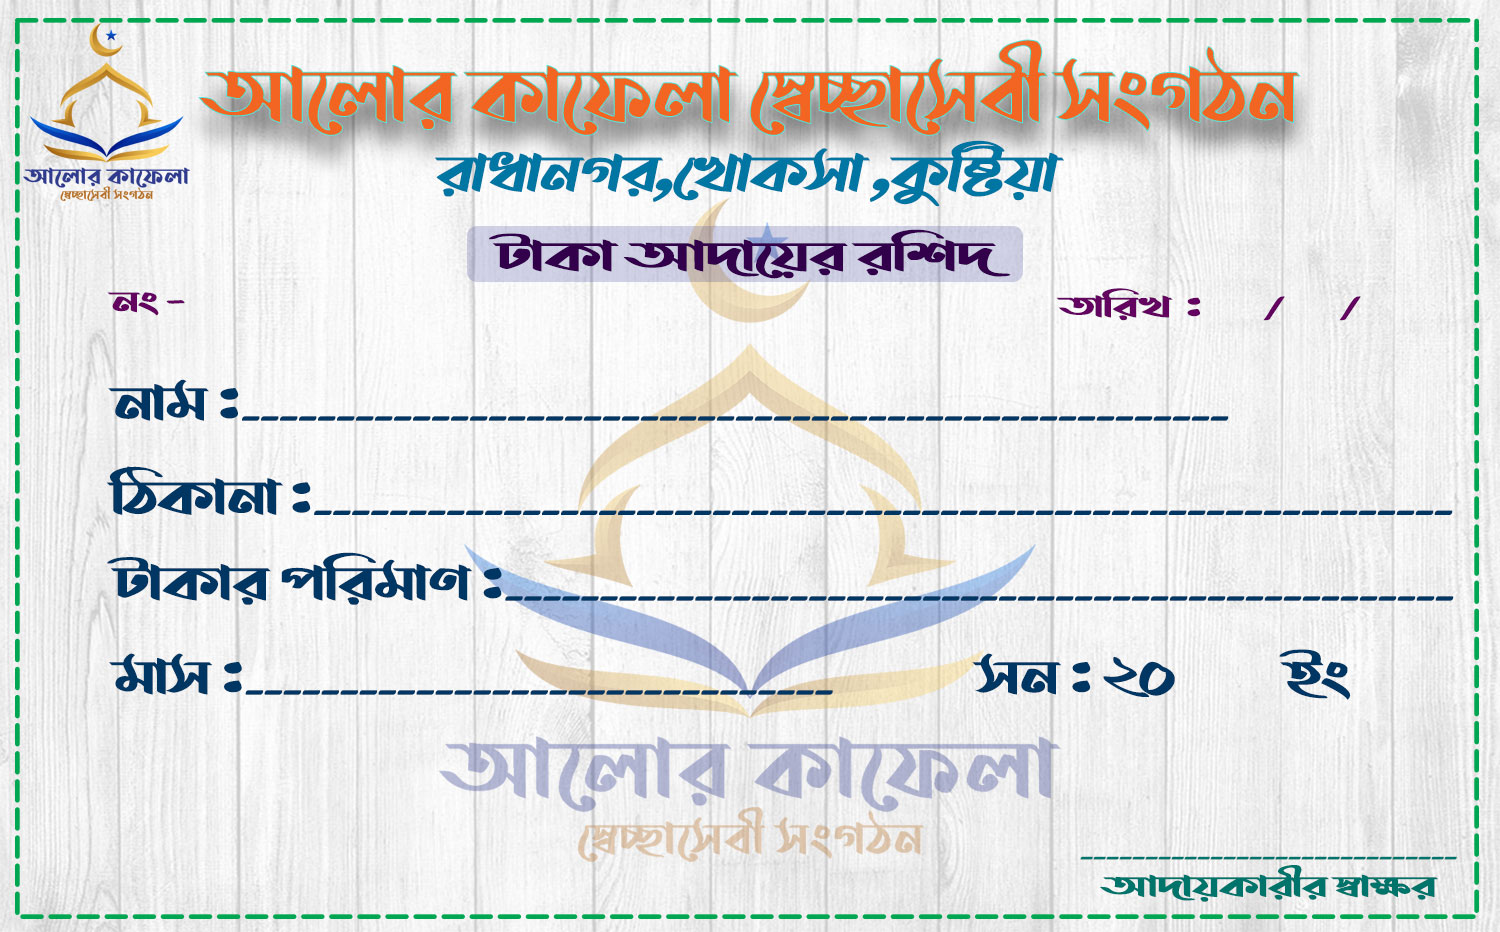 আলোর কাফেলা স্বেচ্ছাসেবী সংগঠন
আলোর কাফেলা
স্বেচ্ছাসেবী সংগঠন
রাধানগর,খোকসা ,কুষ্টিয়া
টাকা আদায়ের রশিদ
নং - তারিখ : / /
নাম :
ঠিকানা :
টাকার পরিমাণ :
মাস : সন : ২০ ইং
আলোর কাফেলা
স্বেচ্ছাসেবী সংগঠন
আদায়কারীর স্বাক্ষর